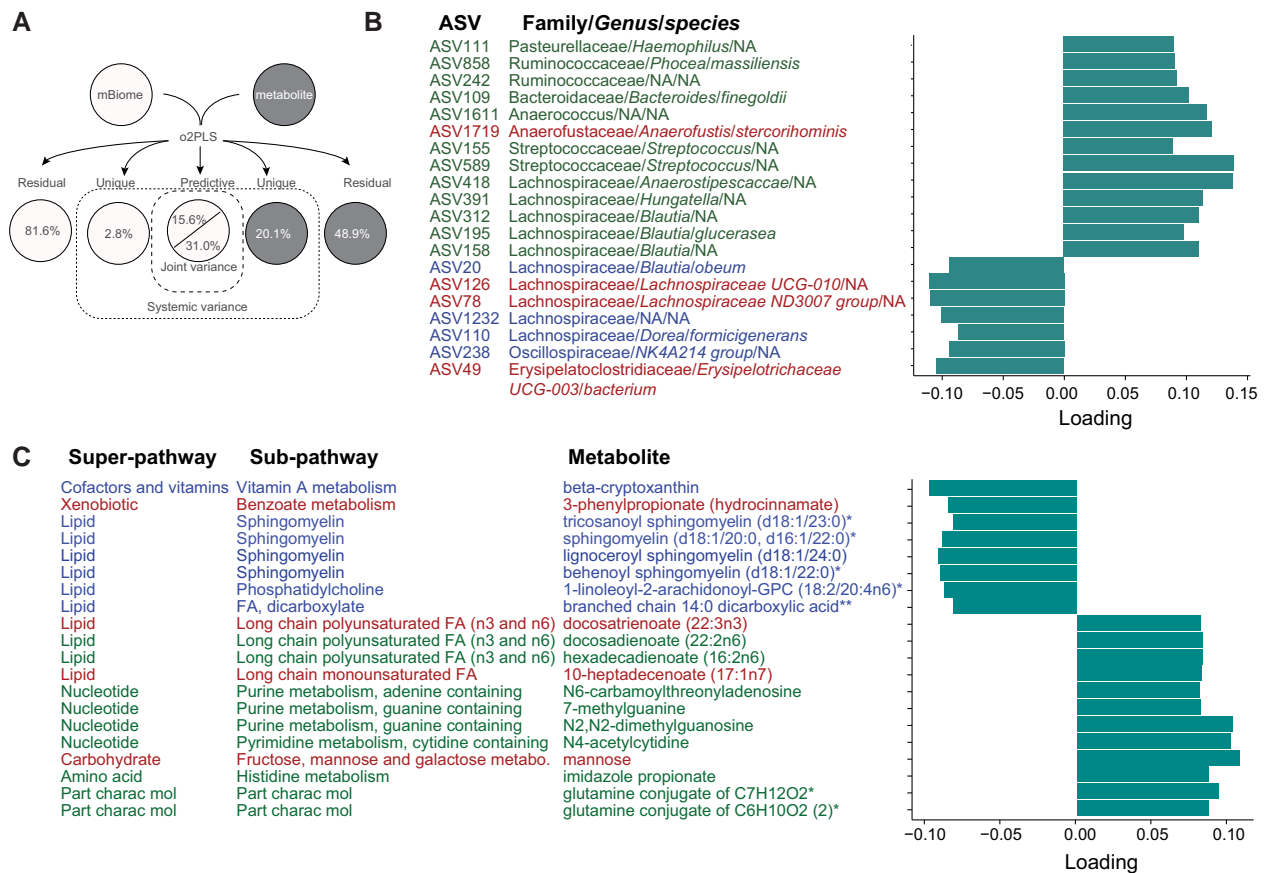 A
mBiome
metabolite
o2PLS
Residual
Unique
Predictive
Unique
Residual
81.6%
2.8%
15.6%
31.0%
20.1%
48.9%
Joint variance
Systemic variance
B
ASV Family/Genus/species
ASV111 Pasteurellaceae/Haemophilus/NA
ASV858 Ruminococcaceae/Phocea/massiliensis
ASV242 Ruminococcaceae/NA/NA
ASV109 Bacteroidaceae/Bacteroides/finegoldii
ASV1611 Anaerococcus/NA/NA
ASV1719 Anaerofustaceae/Anaerofustis/stercorihominis
ASV155 Streptococcaceae/Streptococcus/NA
ASV589 Streptococcaceae/Streptococcus/NA
ASV418 Lachnospiraceae/Anaerostipescaccae/NA
ASV391 Lachnospiraceae/Hungatella/NA
ASV312 Lachnospiraceae/Blautia/NA
ASV195 Lachnospiraceae/Blautia/glucerasea
ASV158 Lachnospiraceae/Blautia/NA
ASV20 Lachnospiraceae/Blautia/obeum
ASV126 Lachnospiraceae/Lachnospiraceae UCG-010/NA
ASV78 Lachnospiraceae/Lachnospiraceae ND3007 group/NA
ASV1232 Lachnospiraceae/NA/NA
ASV110 Lachnospiraceae/Dorea/formicigenerans
ASV238 Oscillospiraceae/NK4A214 group/NA
ASV49 Erysipelatoclostridiaceae/Erysipelotrichaceae
UCG-003/bacterium
−0.10 −0.05 0.00 0.05 0.10 0.15
Loading
C
Super-pathway Sub-pathway Metabolite
Cofactors and vitamins Vitamin A metabolism beta-cryptoxanthin
Xenobiotic Benzoate metabolism 3-phenylpropionate (hydrocinnamate)
Lipid Sphingomyelin tricosanoyl sphingomyelin (d18:1/23:0)*
Lipid Sphingomyelin sphingomyelin (d18:1/20:0, d16:1/22:0)*
Lipid Sphingomyelin lignoceroyl sphingomyelin (d18:1/24:0)
Lipid Sphingomyelin behenoyl sphingomyelin (d18:1/22:0)*
Lipid Phosphatidylcholine 1-linoleoyl-2-arachidonoyl-GPC (18:2/20:4n6)*
Lipid FA, dicarboxylate branched chain 14:0 dicarboxylic acid**
Lipid Long chain polyunsaturated FA (n3 and n6) docosatrienoate (22:3n3)
Lipid Long chain polyunsaturated FA (n3 and n6) docosadienoate (22:2n6)
Lipid Long chain polyunsaturated FA (n3 and n6) hexadecadienoate (16:2n6)
Lipid Long chain monounsaturated FA 10-heptadecenoate (17:1n7)
Nucleotide Purine metabolism, adenine containing N6-carbamoylthreonyladenosine
Nucleotide Purine metabolism, guanine containing 7-methylguanine
Nucleotide Purine metabolism, guanine containing N2,N2-dimethylguanosine
Nucleotide Pyrimidine metabolism, cytidine containing N4-acetylcytidine
Carbohydrate Fructose, mannose and galactose metabo. mannose
Amino acid Histidine metabolism imidazole propionate
Part charac mol Part charac mol glutamine conjugate of C7H12O2*
Part charac mol Part charac mol glutamine conjugate of C6H10O2 (2)*
−0.10 −0.05 0.00 0.05 0.10
Loading